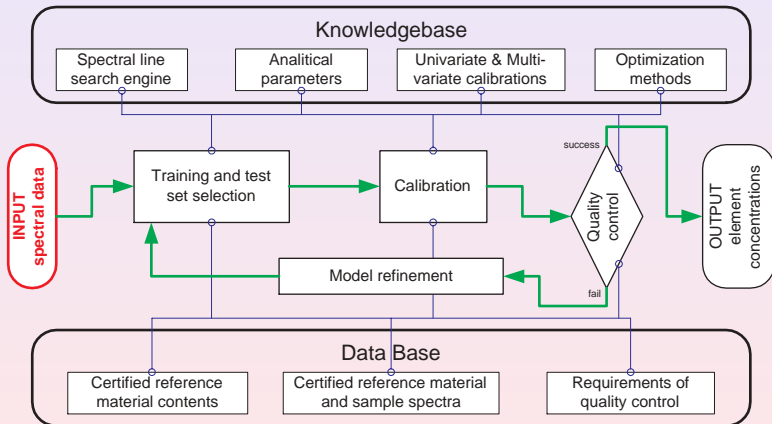 Knowledgebase
Spectral line
search engine
Analitical
parameters
Univariate & Multi-
variate calibrations
Optimization
methods
INPUT
spectral data
Training and test
set selection
Calibration
success
Quality
control
fail
OUTPUT
element
concentrations
Model refinement
Data Base
Certified reference
material contents
Certified reference material
and sample spectra
Requirements of
quality control